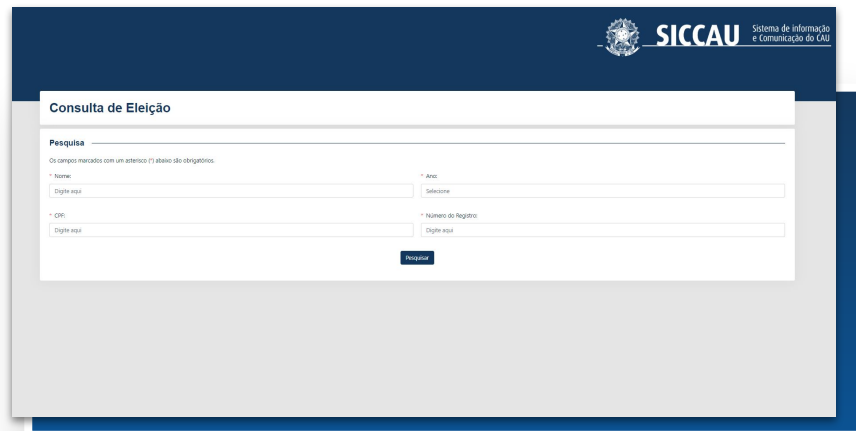 SICCAU
Sistema de informação
e Comunicação do CAU
Consulta de Eleição
Pesquisa
Os campos marcados com um asterisco (*) abaixo são obrigatórios.
* Nome:
* Ano:
Digite aqui
Selecione
* CPF:
* Número do Registro:
Digite aqui
Digite aqui
Pesquisar